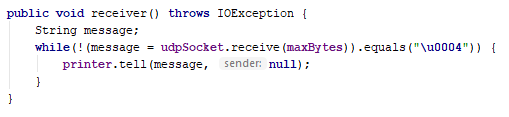 public void receiver() throws IOException {
    String message;
    while(!(message = udpSocket.receive(maxBytes)).equals("\u0004")) {
        printer.tell(message, sender: null);
    }
}